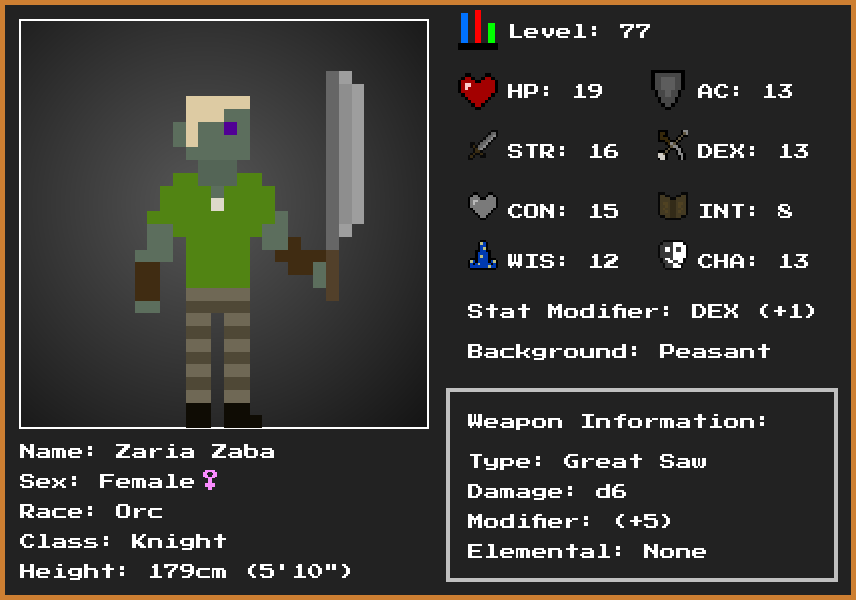 Level: 77
HP: 19 AC: 13
STR: 16 DEX: 13
CON: 15 INT: 8
WIS: 12 CHA: 13
Stat Modifier: DEX (+1)
Background: Peasant
Weapon Information:
Type: Great Saw
Damage: d6
Modifier: (+5)
Elemental: None
Name: Zaria Zaba
Sex: Female♀
Race: Orc
Class: Knight
Height: 179cm (5'10")